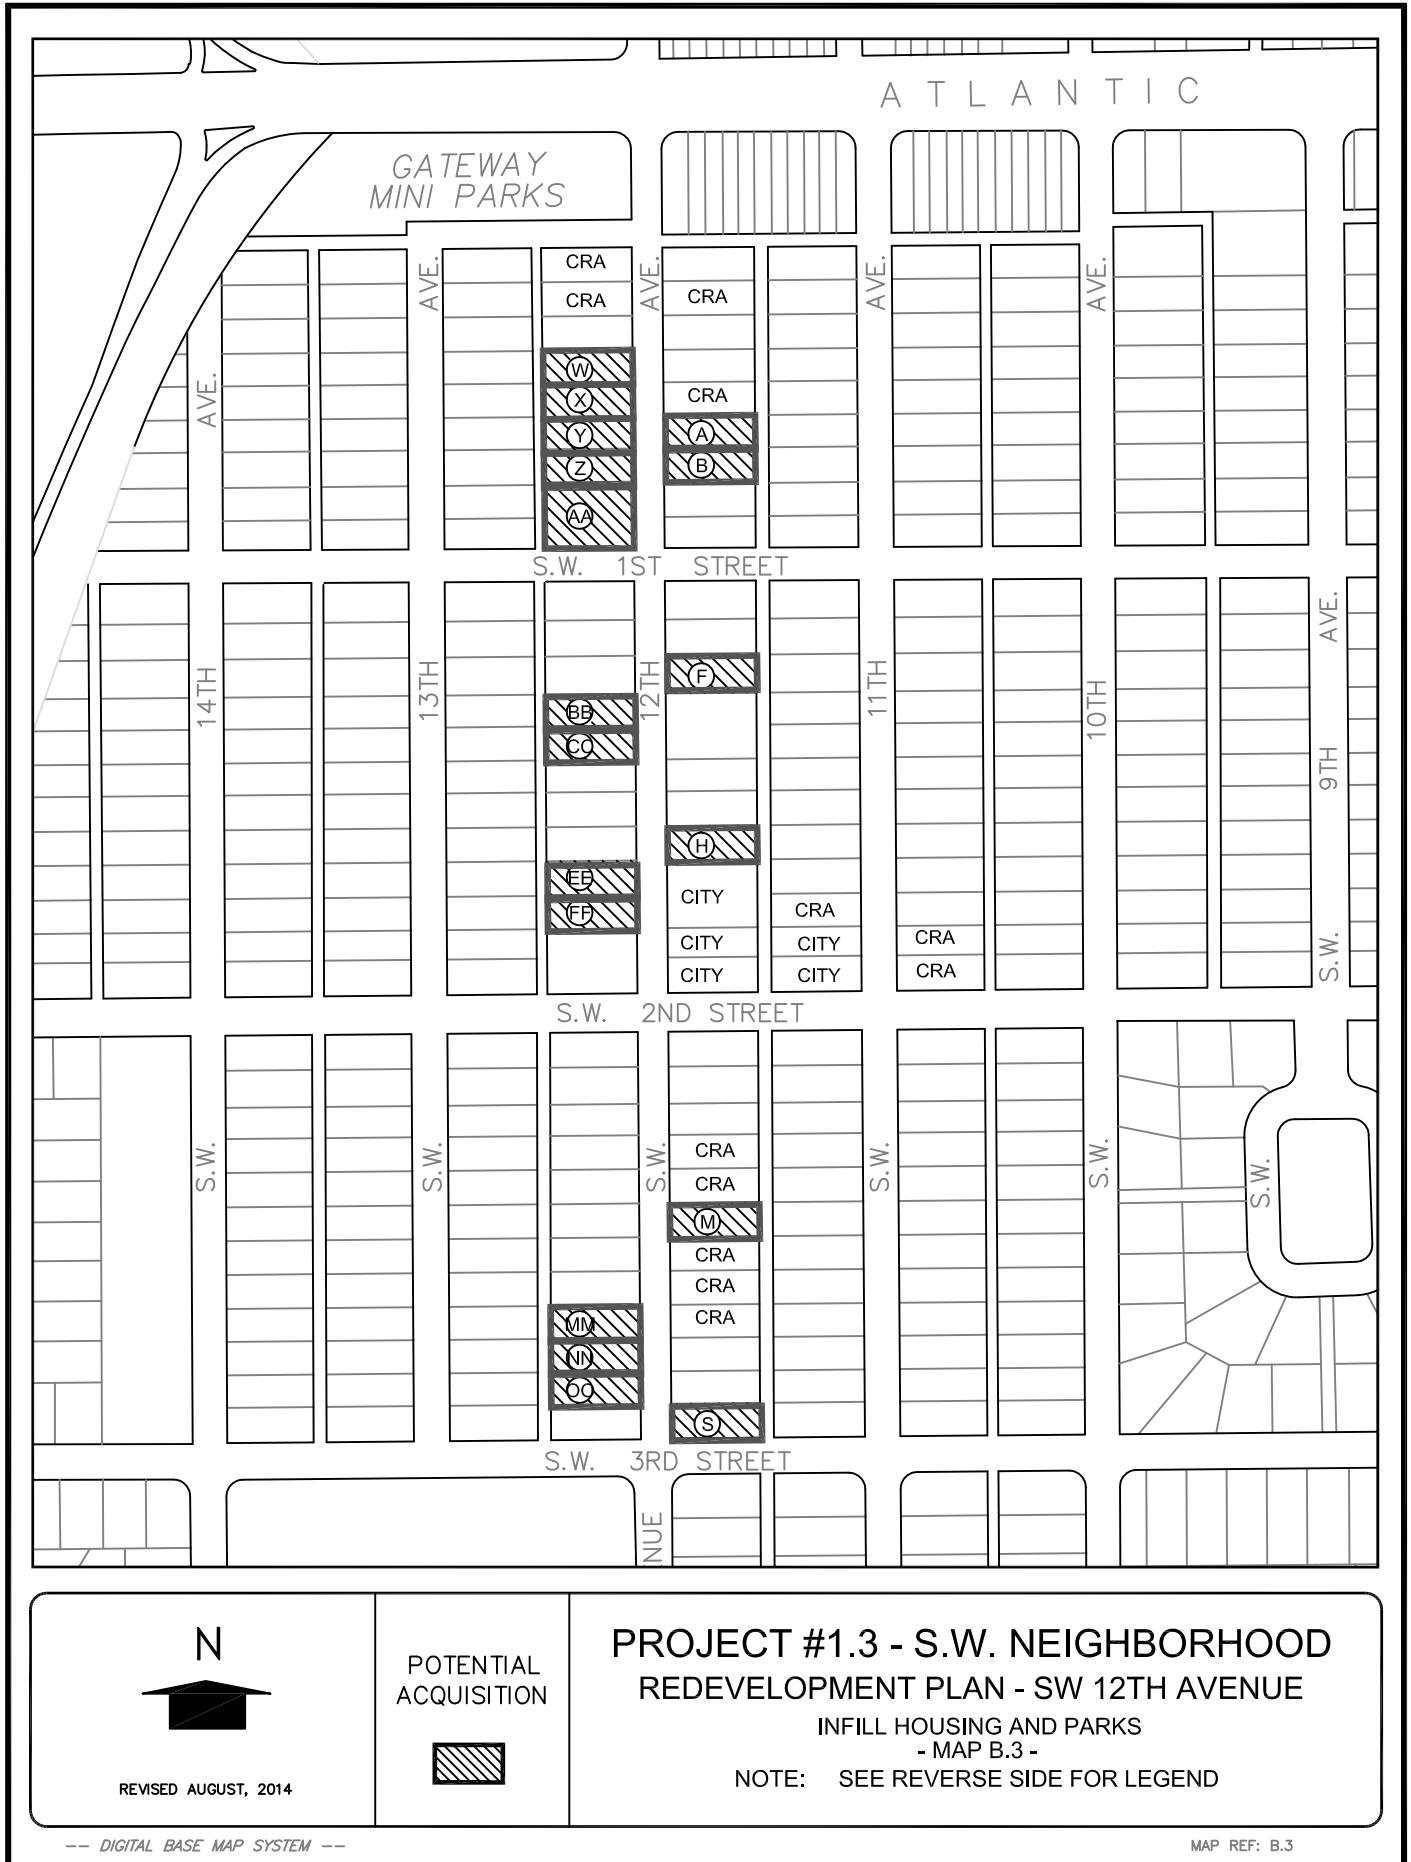 ATLANTIC
GATEWAY
MINI PARKS
CRA
CRA
CRA
AVE.
AVE.
AVE.
AVE.
AVE.
W
X
Y
Z
AA
CRA
A
B
S.W. 1ST STREET
AVE.
14TH
13TH
12TH
11TH
10TH
9TH
F
BB
CC
H
EE
FF
CITY
CRA
CITY
CITY
CRA
CITY
CITY
CRA
S.W.
S.W. 2ND STREET
S.W.
S.W.
S.W.
S.W.
S.W.
S.W.
CRA
CRA
M
CRA
CRA
CRA
MM
NN
OO
S
S.W. 3RD STREET
NUE
N
REVISED AUGUST, 2014
POTENTIAL
ACQUISITION
PROJECT #1.3 - S.W. NEIGHBORHOOD
REDEVELOPMENT PLAN - SW 12TH AVENUE
INFILL HOUSING AND PARKS
- MAP B.3 -
NOTE: SEE REVERSE SIDE FOR LEGEND
-- DIGITAL BASE MAP SYSTEM --
MAP REF: B.3